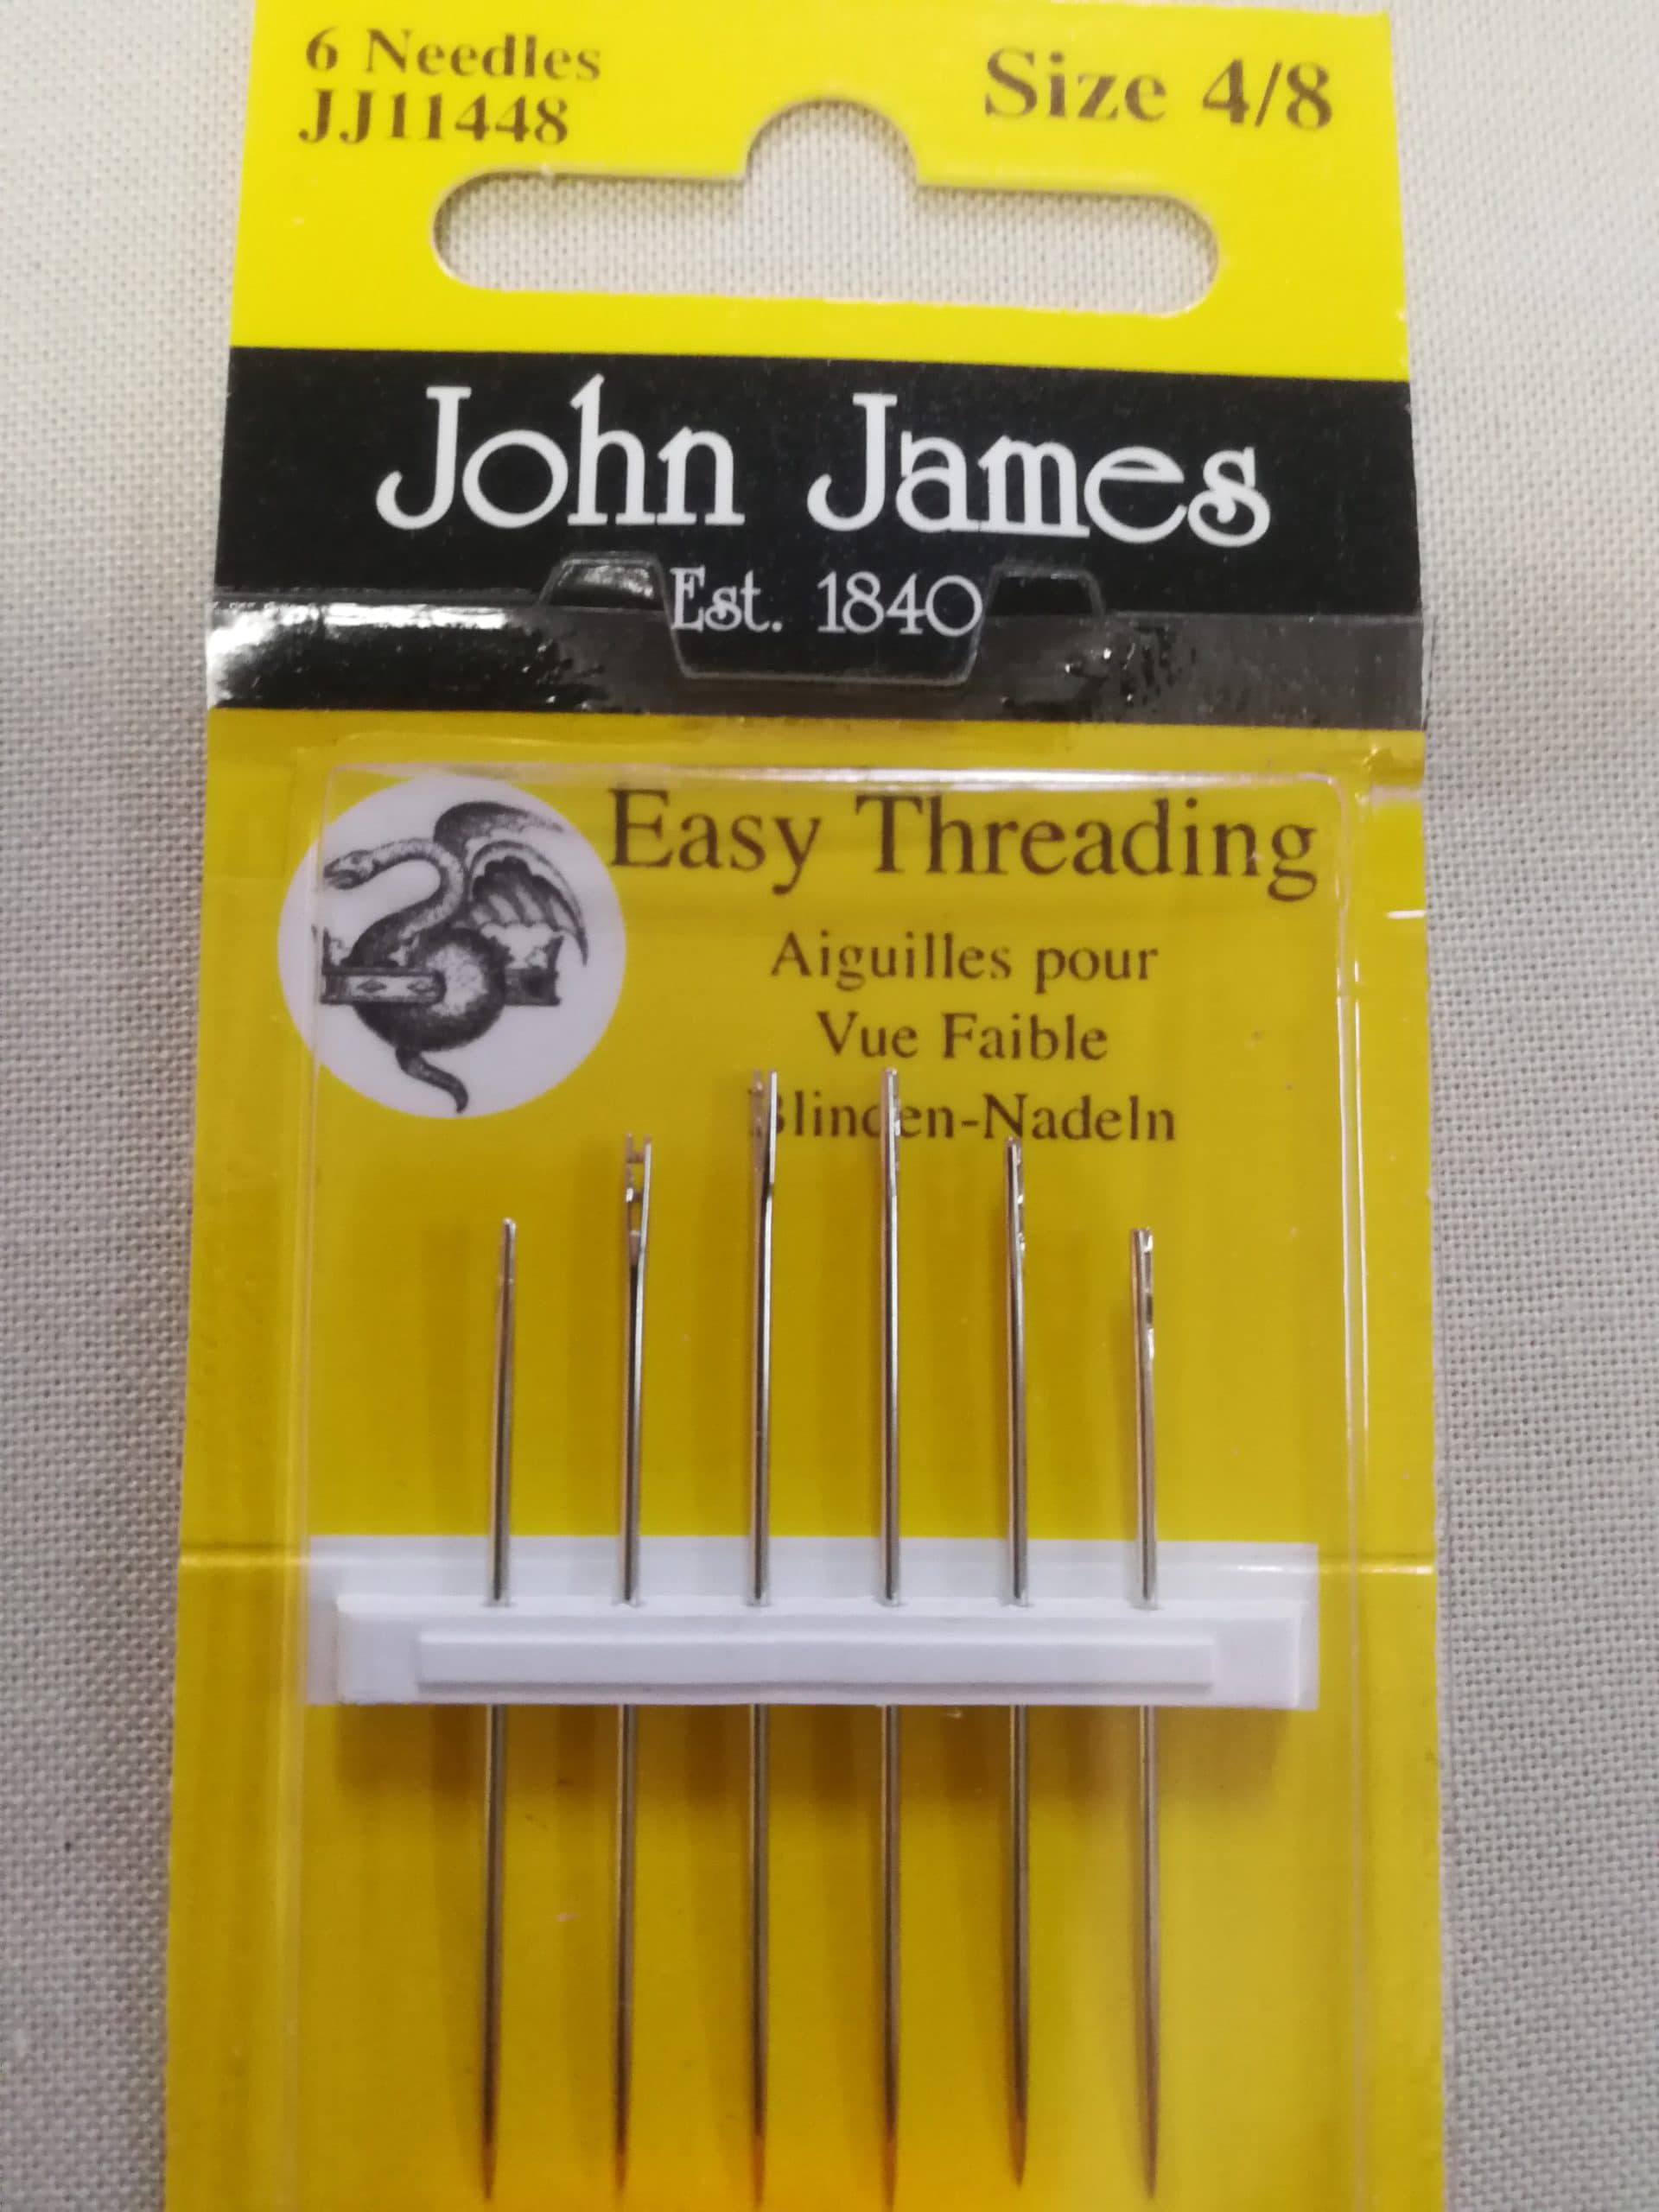 6 Needles
JJ11448
Size 4/8
John James
Est. 1840
Easy Threading
Aiguilles pour
Vue Faible
Blinden-Nadeln